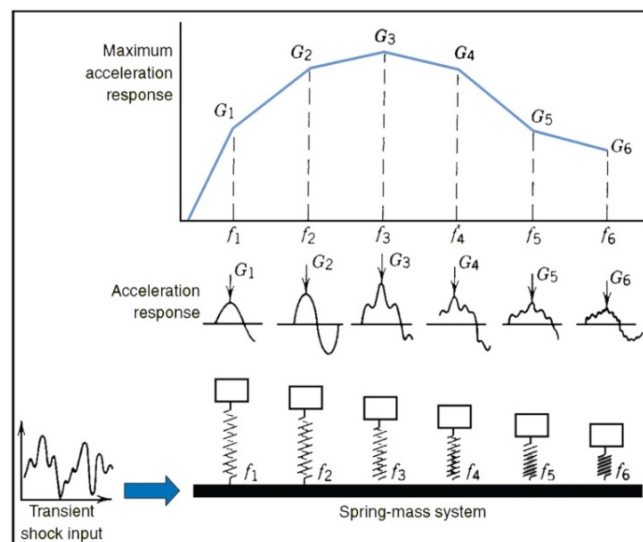 Maximum
acceleration
response
G1 G2 G3 G4 G5 G6
f1 f2 f3 f4 f5 f6
Acceleration
response
G1 G2 G3 G4 G5 G6
f1 f2 f3 f4 f5 f6
Transient
shock input
Spring-mass system